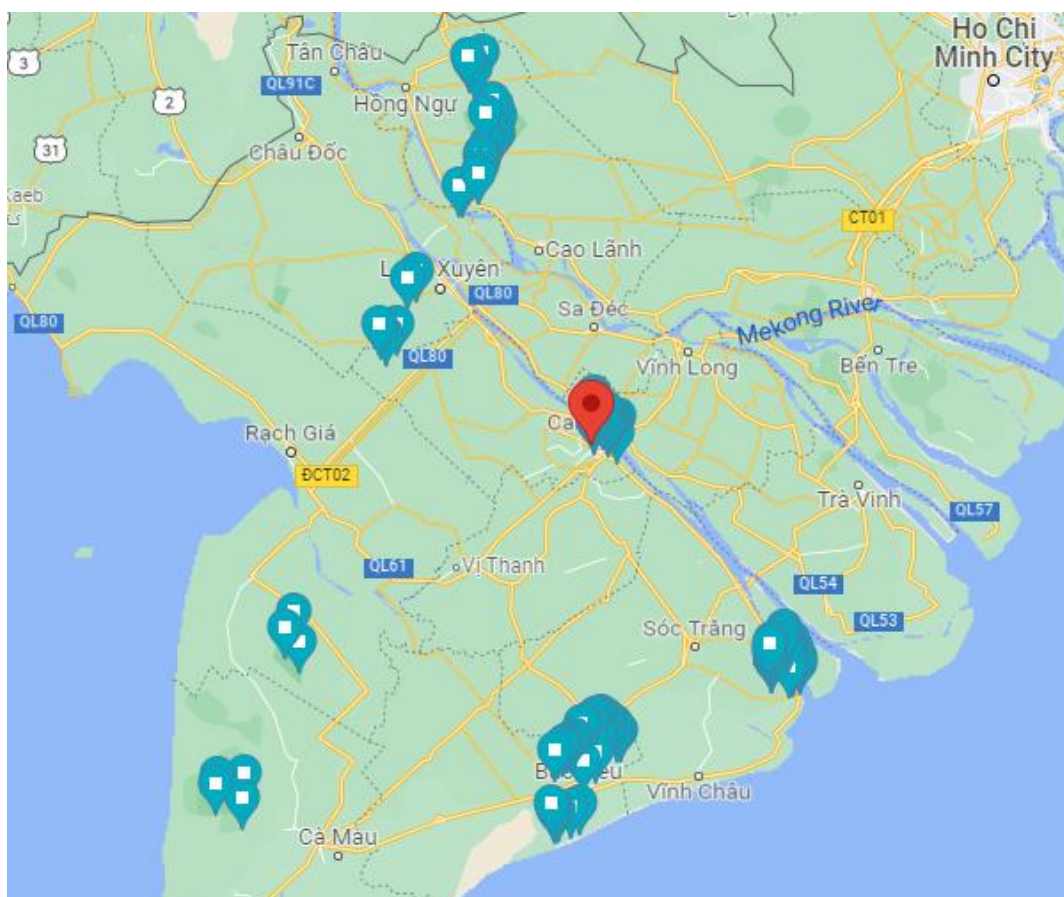 Ho Chi
Minh City
3
Tân Châu
QL91C
2
Hồng Ngự
31
Châu Đốc
CT01
Cao Lãnh
Xuyên
QL80
QL80
Sa Đéc
Mekong River
QL80
Vĩnh Long
Bến Tre
Rạch Giá
ĐCT02
Trà Vinh
QL57
QL61
Vị Thanh
QL54
QL53
Sóc Trăng
Vĩnh Châu
Cà Mau